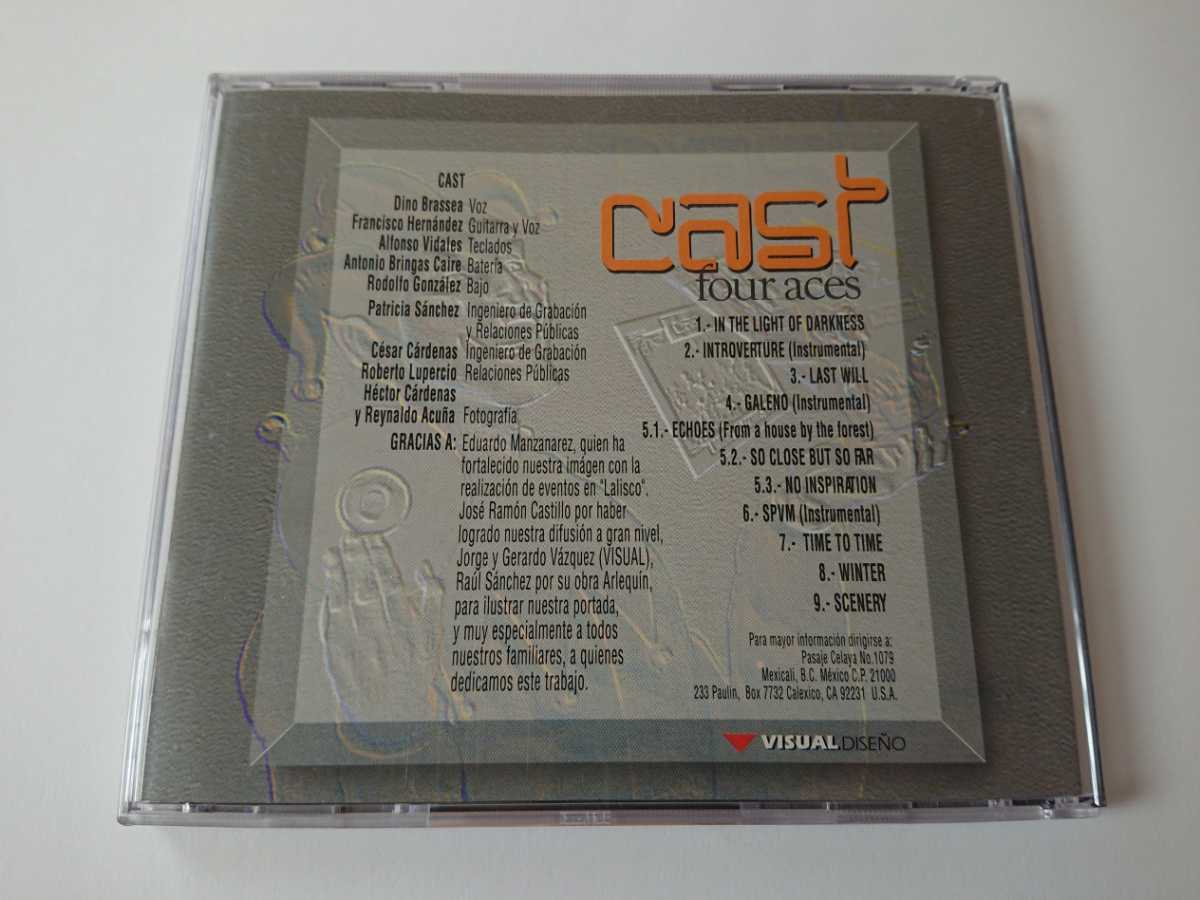 CAST
Dino Brassea Voz
Francisco Hernández Guitarra y Voz
Alfonso Vidales Teclados
Antonio Bringas Caire Batería
Rodolfo González Bajo
Patricia Sánchez Ingeniero de Grabación
y Relaciones Públicas
César Cárdenas Ingeniero de Grabación
Roberto Lupercio Relaciones Públicas
Héctor Cárdenas
y Reynaldo Acuña Fotografía
GRACIAS A: Eduardo Manzanarez, quien ha
fortalecido nuestra imágen con la
realización de eventos en "Lalisco".
José Ramón Castillo por haber
logrado nuestra difusión a gran nivel,
Jorge y Gerardo Vázquez (VISUAL),
Raúl Sánchez por su obra Arlequín,
para ilustrar nuestra portada,
y muy especialmente a todos
nuestros familiares, a quienes
dedicamos este trabajo.
cast
four aces
1.- IN THE LIGHT OF DARKNESS
2.- INTROVERTURE (Instrumental)
3.- LAST WILL
4.- GALENO (Instrumental)
5.1.- ECHOES (From a house by the forest)
5.2.- SO CLOSE BUT SO FAR
5.3.- NO INSPIRATION
6.- SPVM (Instrumental)
7.- TIME TO TIME
8.- WINTER
9.- SCENERY
Para mayor información dirigirse a:
Pasaje Celaya No.1079
Mexicali, B.C. México C.P. 21000
233 Paulin, Box 7732 Calexico, CA 92231 U.S.A.
VISUAL DISEÑO